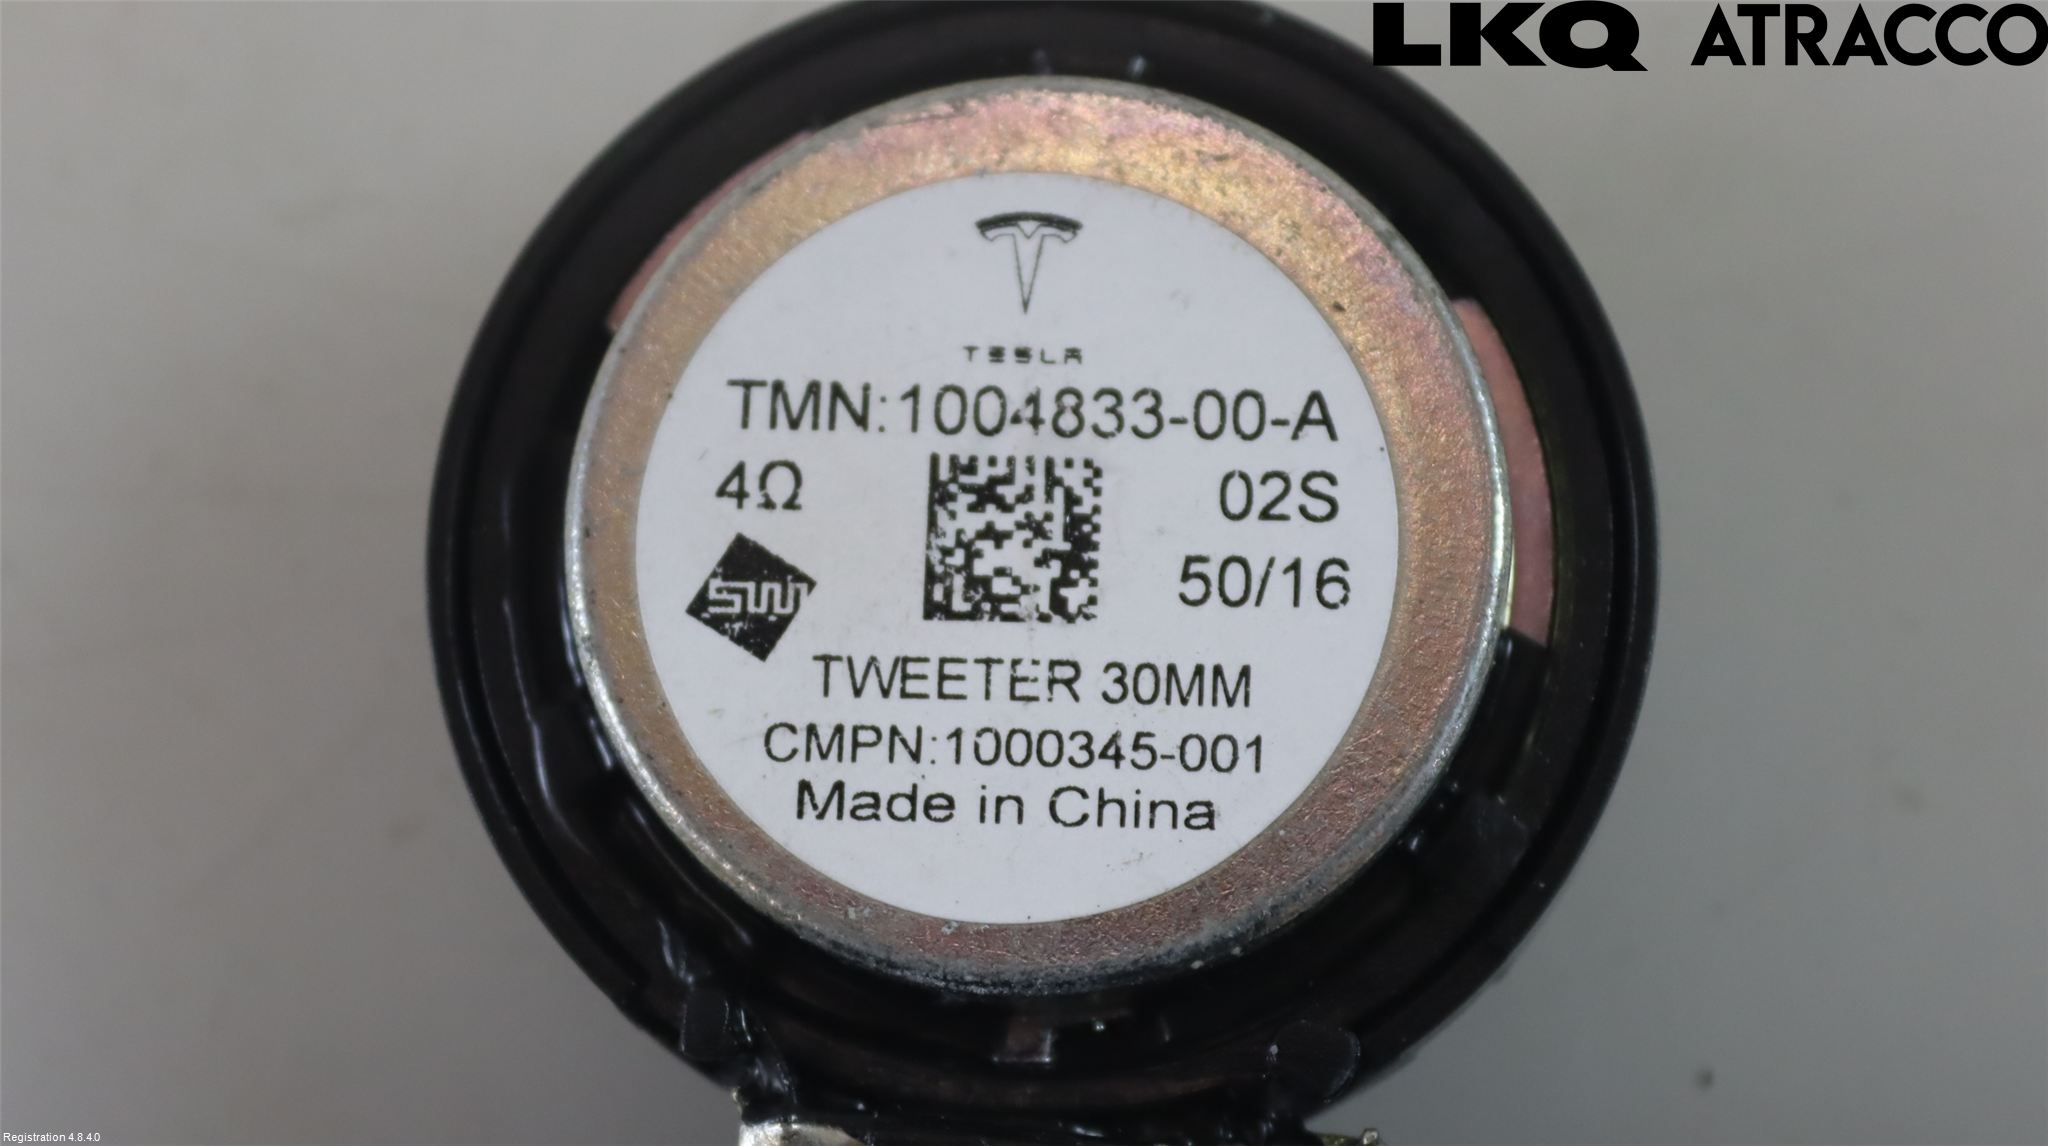 LKQ ATRACCO
TESLA
TMN:1004833-00-A
4Ω
02S
SW
50/16
TWEETER 30MM
CMPN:1000345-001
Made in China
Registration 4.8.4.0